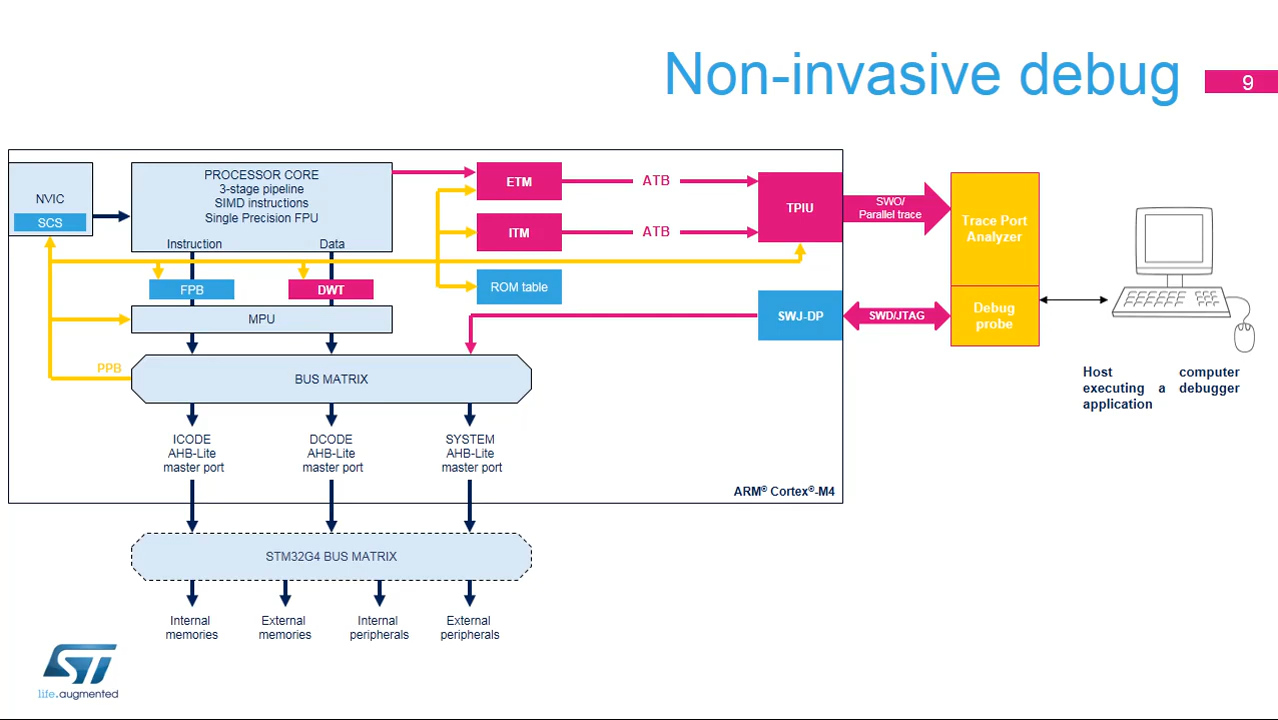 Non-invasive debug
9
NVIC
SCS
PROCESSOR CORE
3-stage pipeline
SIMD instructions
Single Precision FPU
Instruction
Data
ETM
ATB
ITM
ATB
TPIU
SWO/
Parallel trace
Trace Port
Analyzer
FPB
DWT
ROM table
MPU
SWJ-DP
SWD/JTAG
Debug
probe
PPB
BUS MATRIX
Host computer
executing a debugger
application
ICODE
AHB-Lite
master port
DCODE
AHB-Lite
master port
SYSTEM
AHB-Lite
master port
ARM® Cortex®-M4
STM32G4 BUS MATRIX
Internal
memories
External
memories
Internal
peripherals
External
peripherals
ST
life.augmented